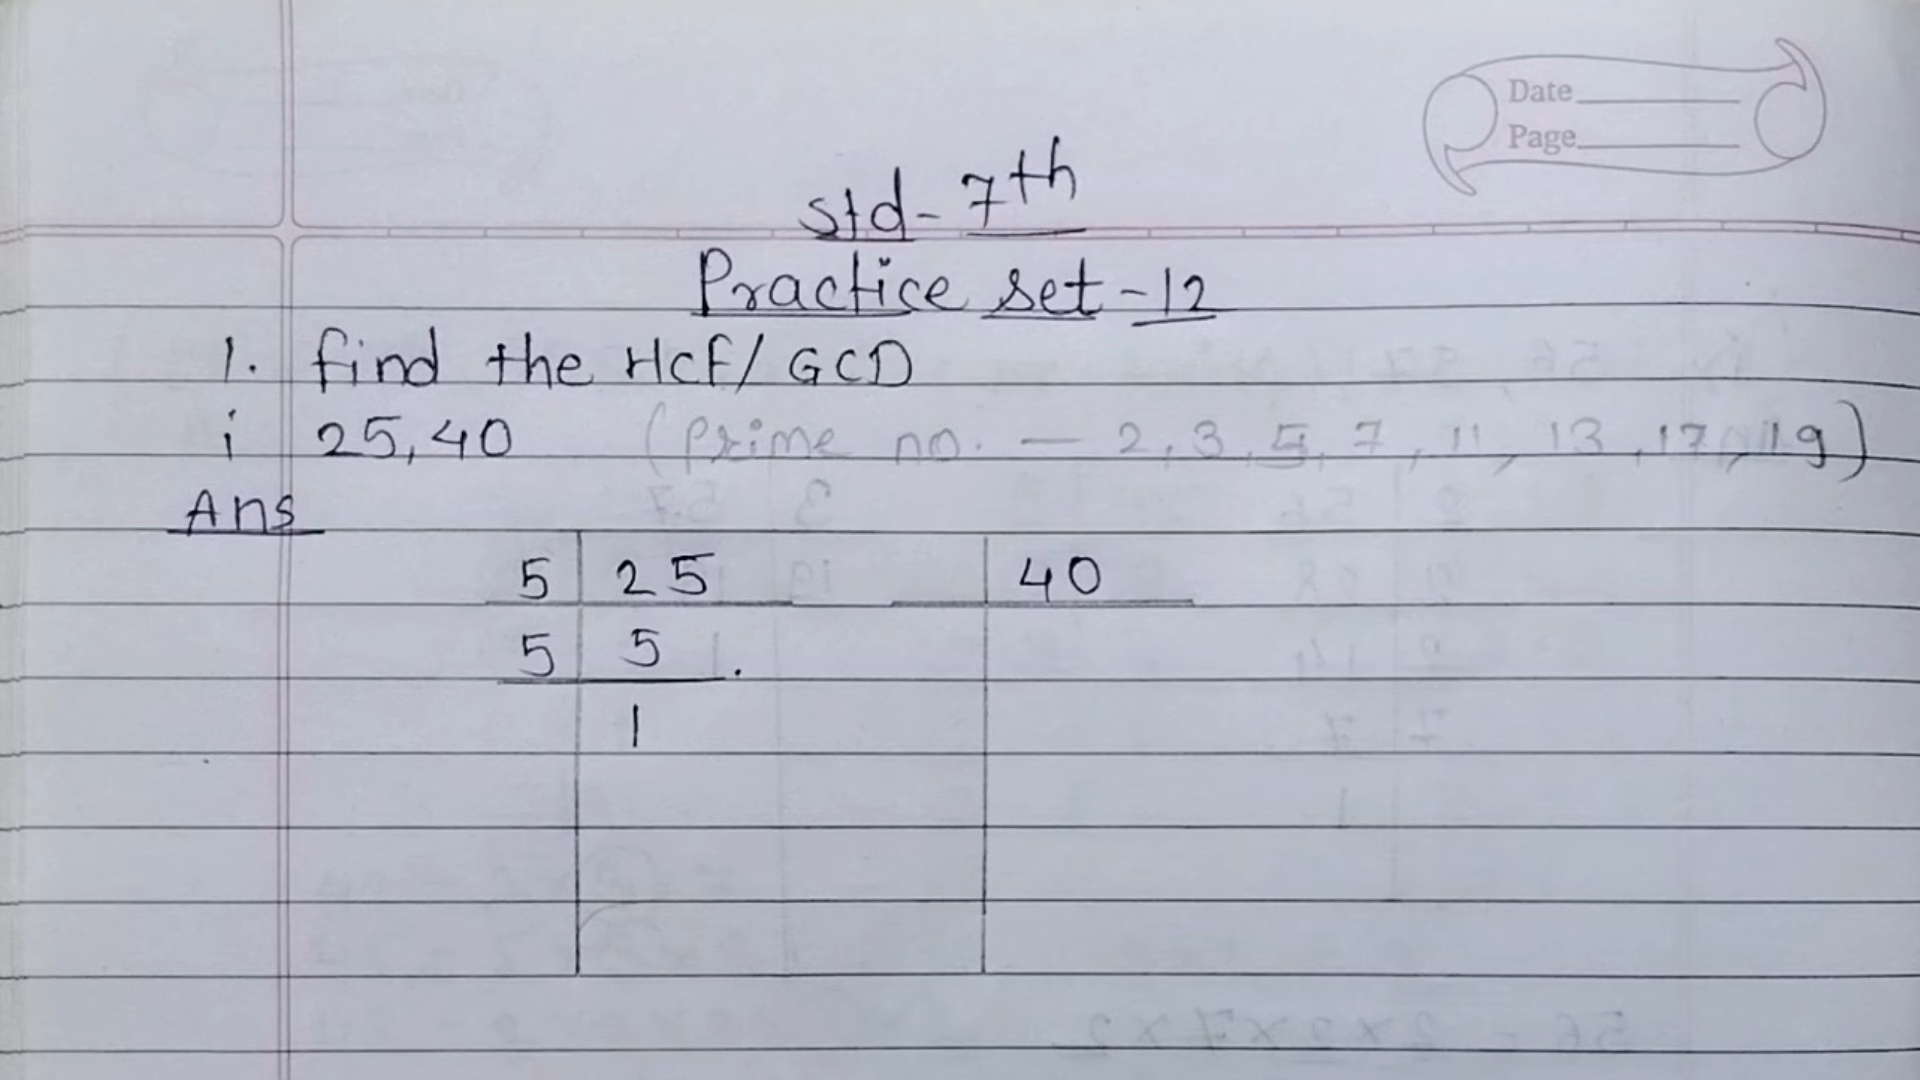 Date
Page
Std - 7th
Practice set - 12
1. find the HCF/ GCD
i 25, 40 (Prime no. — 2, 3, 5, 7, 11, 13, 17, 19)
Ans
5 25 40
5 5
1